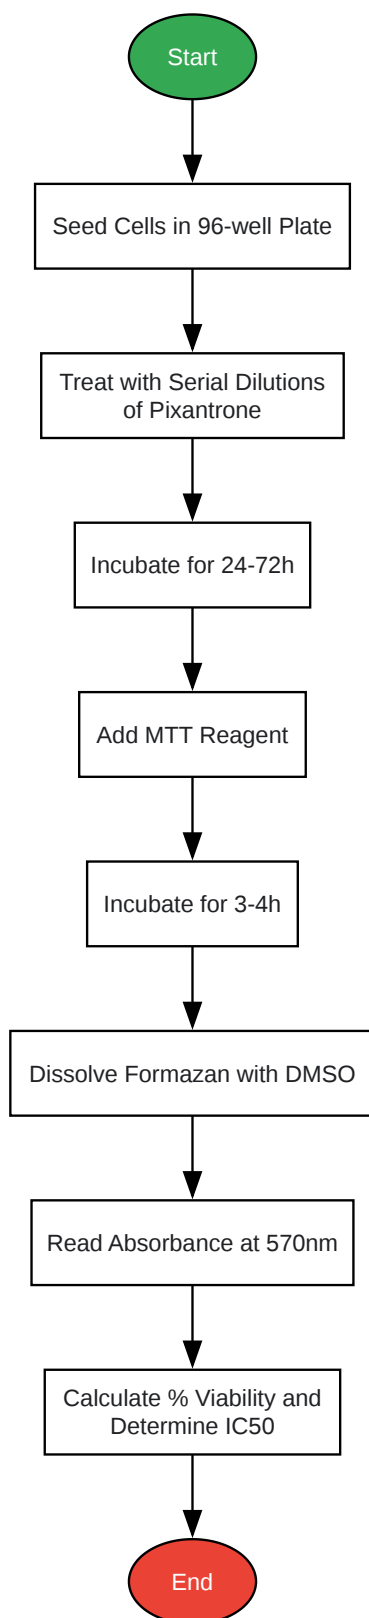 Start
Seed Cells in 96-well Plate
Treat with Serial Dilutions
of Pixantrone
Incubate for 24-72h
Add MTT Reagent
Incubate for 3-4h
Dissolve Formazan with DMSO
Read Absorbance at 570nm
Calculate % Viability and
Determine IC50
End